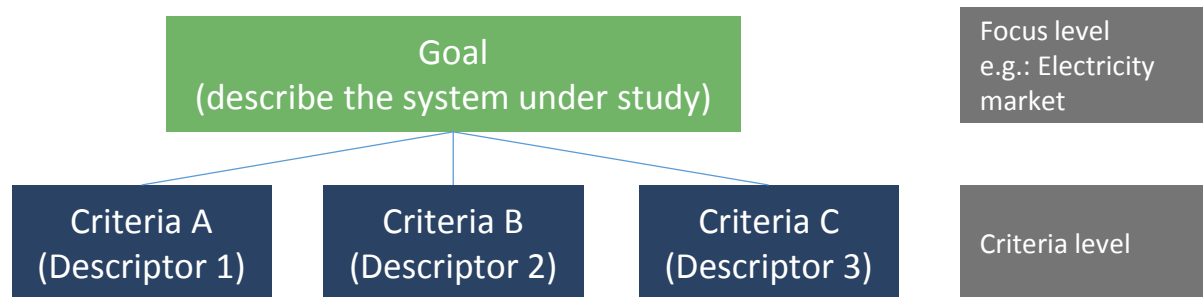 Goal
(describe the system under study)
Focus level
e.g.: Electricity
market
Criteria A
(Descriptor 1)
Criteria B
(Descriptor 2)
Criteria C
(Descriptor 3)
Criteria level